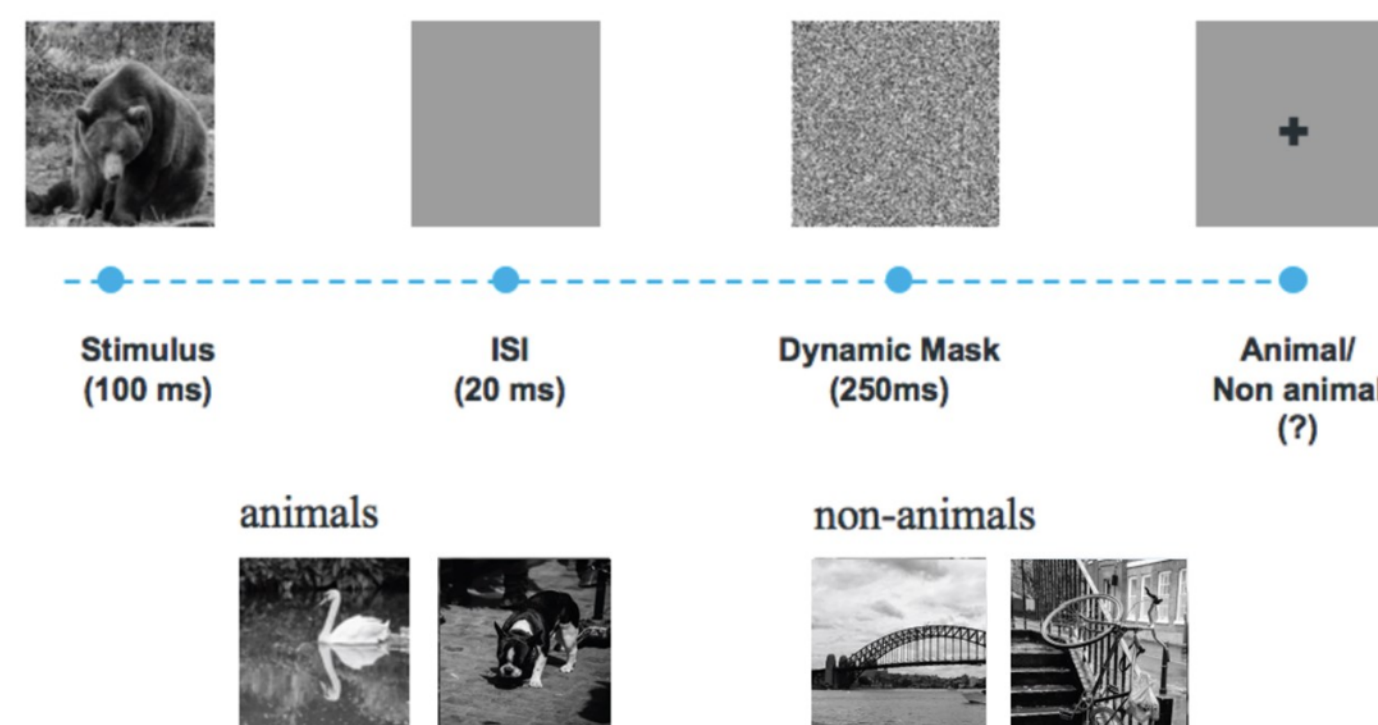 Stimulus
(100 ms)
ISI
(20 ms)
Dynamic Mask
(250ms)
Animal/
Non animal
(?)
animals
non-animals